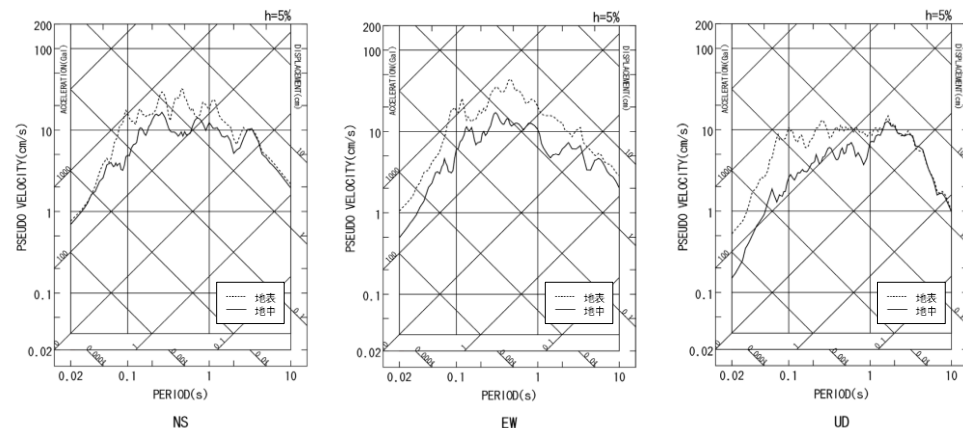 h=5%
200
100
10
1
0.1
0.02
PSEUDO VELOCITY(cm/s)
ACCELERATION(Gal)
DISPLACEMENT(cm)
1000
100
10
1
0.1
0.0001
0.001
0.01
地表
地中
0.02
0.1
1
10
PERIOD(s)
NS
h=5%
200
100
10
1
0.1
0.02
PSEUDO VELOCITY(cm/s)
ACCELERATION(Gal)
DISPLACEMENT(cm)
1000
100
10
1
0.1
0.0001
0.001
0.01
地表
地中
0.02
0.1
1
10
PERIOD(s)
EW
h=5%
200
100
10
1
0.1
0.02
PSEUDO VELOCITY(cm/s)
ACCELERATION(Gal)
DISPLACEMENT(cm)
1000
100
10
1
0.1
0.0001
0.001
0.01
地表
地中
0.02
0.1
1
10
PERIOD(s)
UD